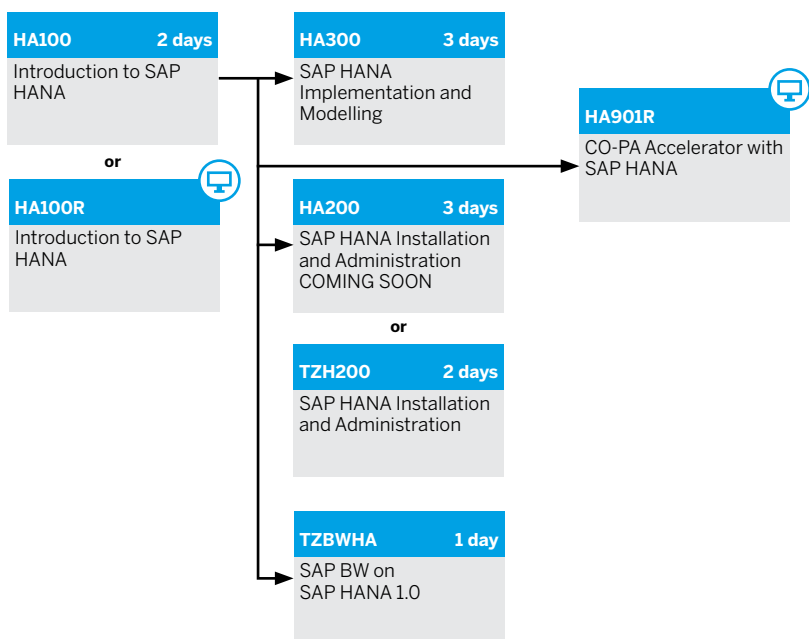 HA100 2 days
Introduction to SAP
HANA
or
HA100R
Introduction to SAP
HANA
HA300 3 days
SAP HANA
Implementation and
Modelling
HA200 3 days
SAP HANA Installation
and Administration
COMING SOON
or
TZH200 2 days
SAP HANA Installation
and Administration
TZBWHA 1 day
SAP BW on
SAP HANA 1.0
HA901R
CO-PA Accelerator with
SAP HANA